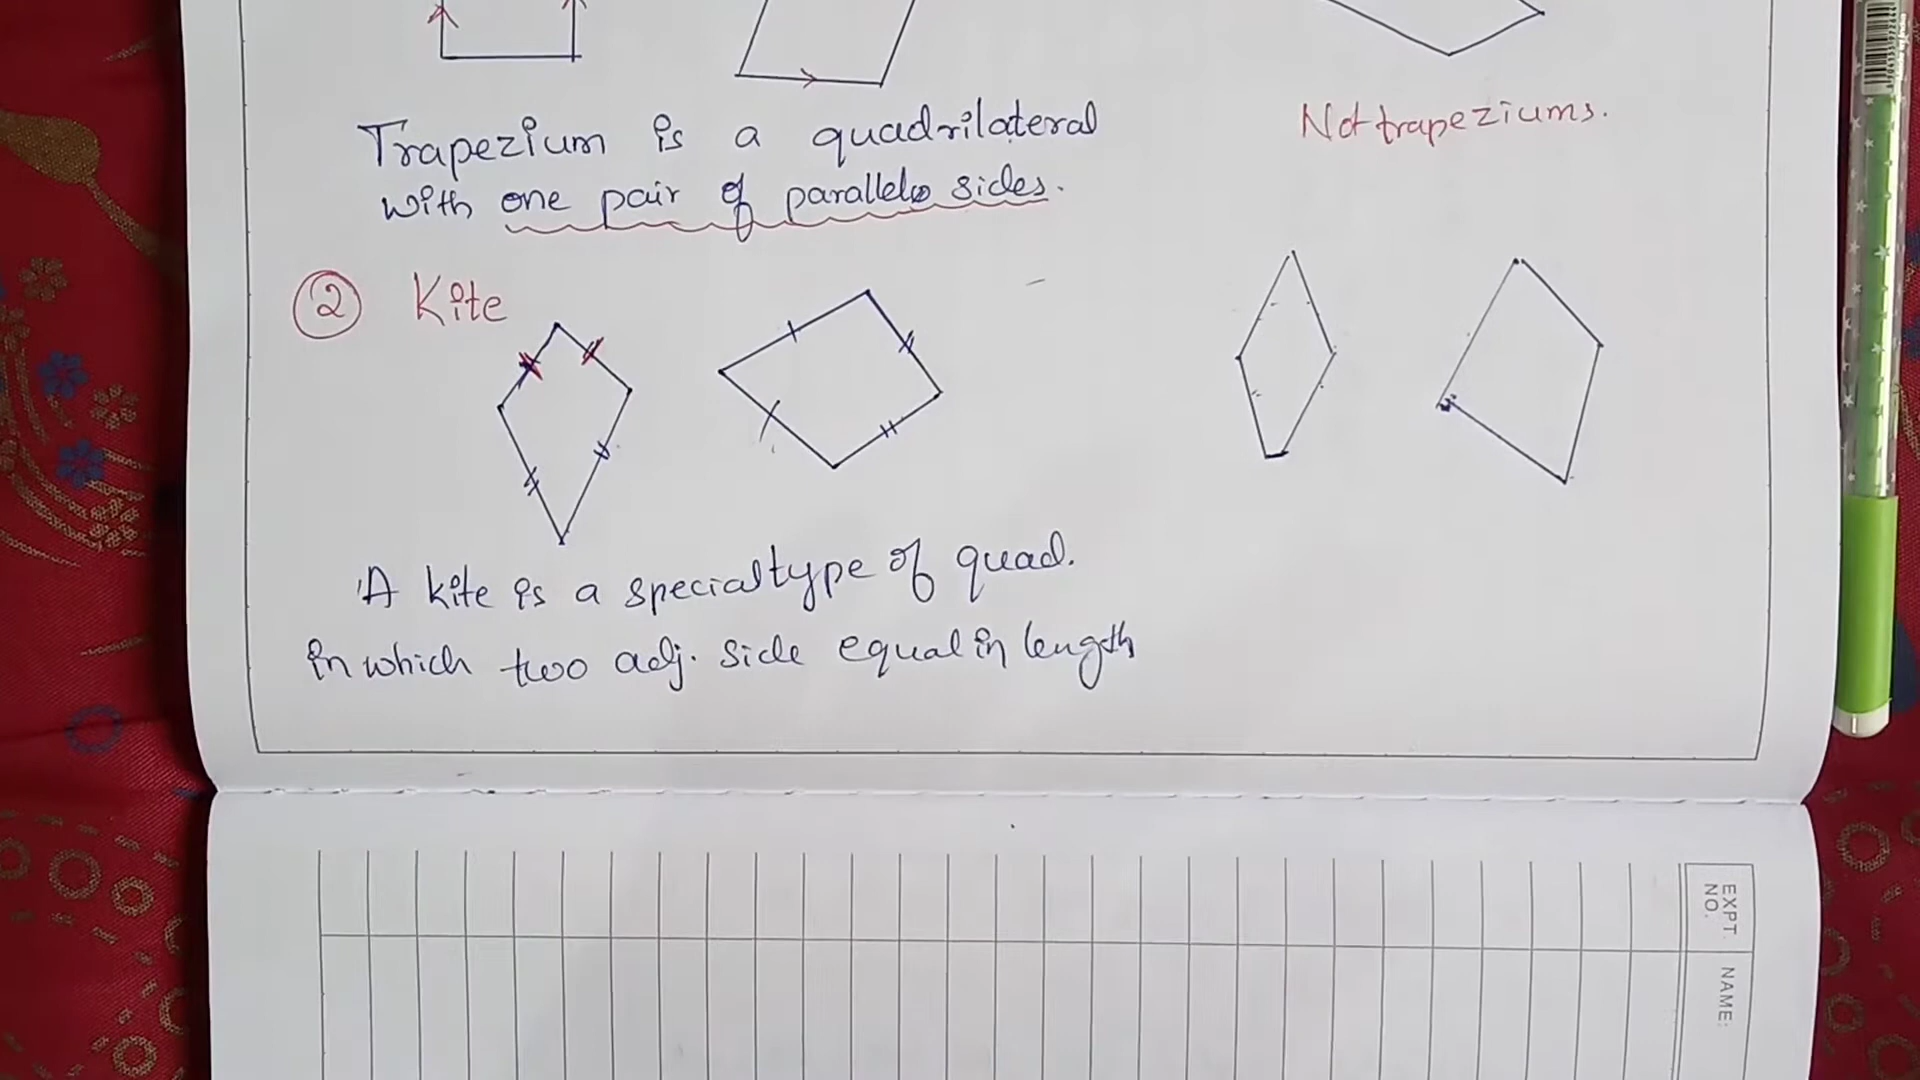 Trapezium is a quadrilateral
with one pair of parallel sides.
Not trapeziums.
2 Kite
A kite is a special type of quad.
in which two adj. side equal in length
EXPT.
NO.
NAME: